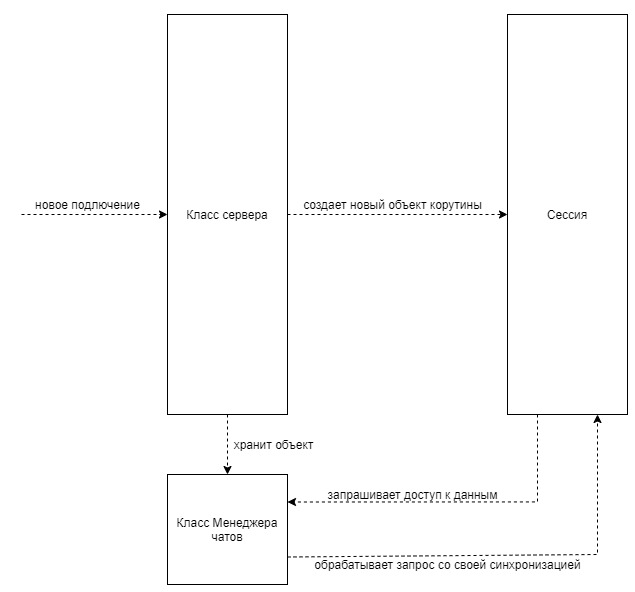 новое подлючение
Класс сервера
создает новый объект корутины
Сессия
хранит объект
запрашивает доступ к данным
Класс Менеджера
чатов
обрабатывает запрос со своей синхронизацией